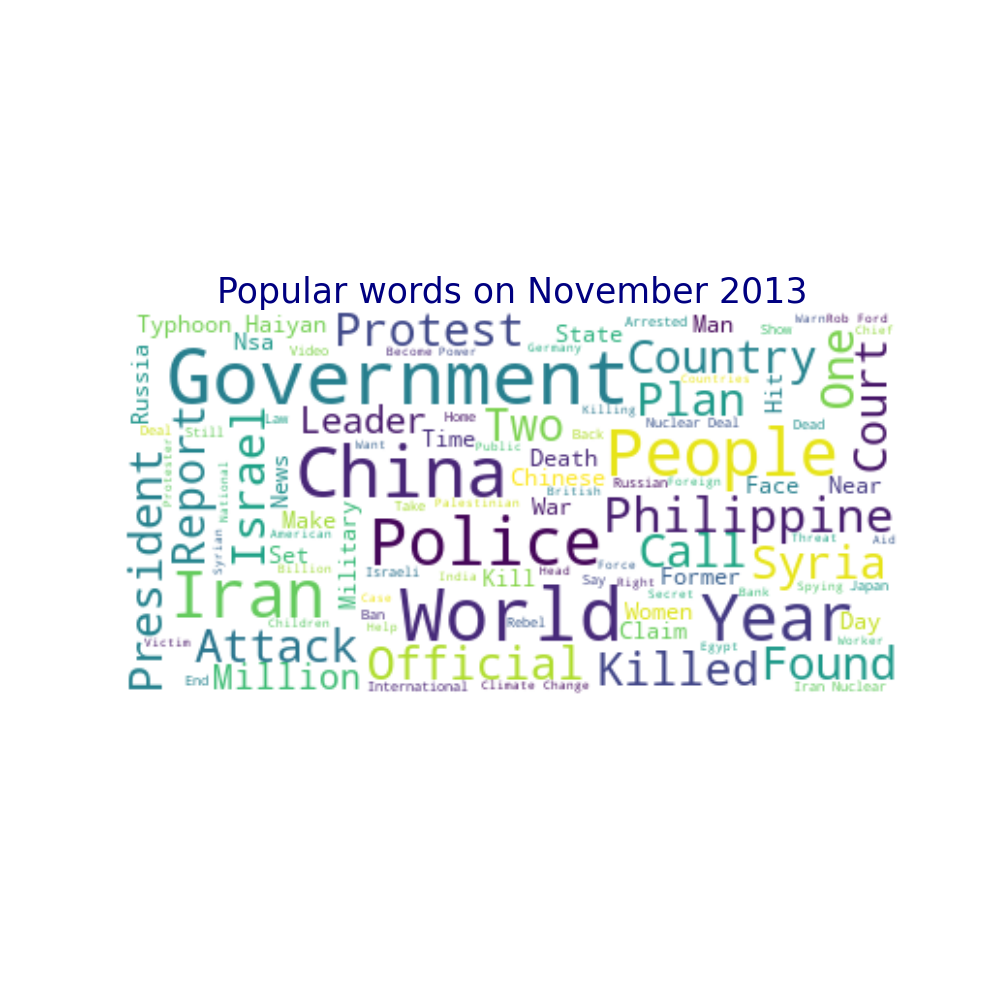 Popular words on November 2013
Typhoon Haiyan
Protest
State
Arrested
Man
Show
Warn
Rob Ford
Chief
Nsa
Video
Become
Power
Germany
Country
One
Court
Russia
Government
Countries
Hit
Plan
Law
Leader
Home
Two
Killing
Nuclear Deal
Dead
Deal
Still
Report
Israel
Time
Want
Public
Back
People
Protester
National
News
China
Death
Chinese
British
Russian
Foreign
Face
Near
President
Make
American
Military
Take
Palestinian
War
Philippine
Syrian
Set
Billion
Police
Call
Threat
Aid
Syria
Iran
Israeli
India
Kill
Head
Force
Say
Right
Former
Secret
Bank
Spying
Japan
Case
Ban
Help
World
Rebel
Women
Claim
Year
Day
Worker
Children
Victim
Attack
Egypt
End
Million
Official
Killed
Found
International
Climate Change
Iran Nuclear